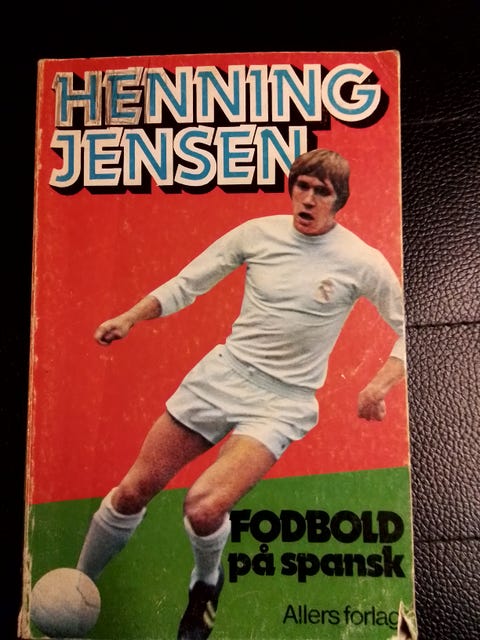 HENNING
JENSEN
FODBOLD
på spansk
Allers forlag